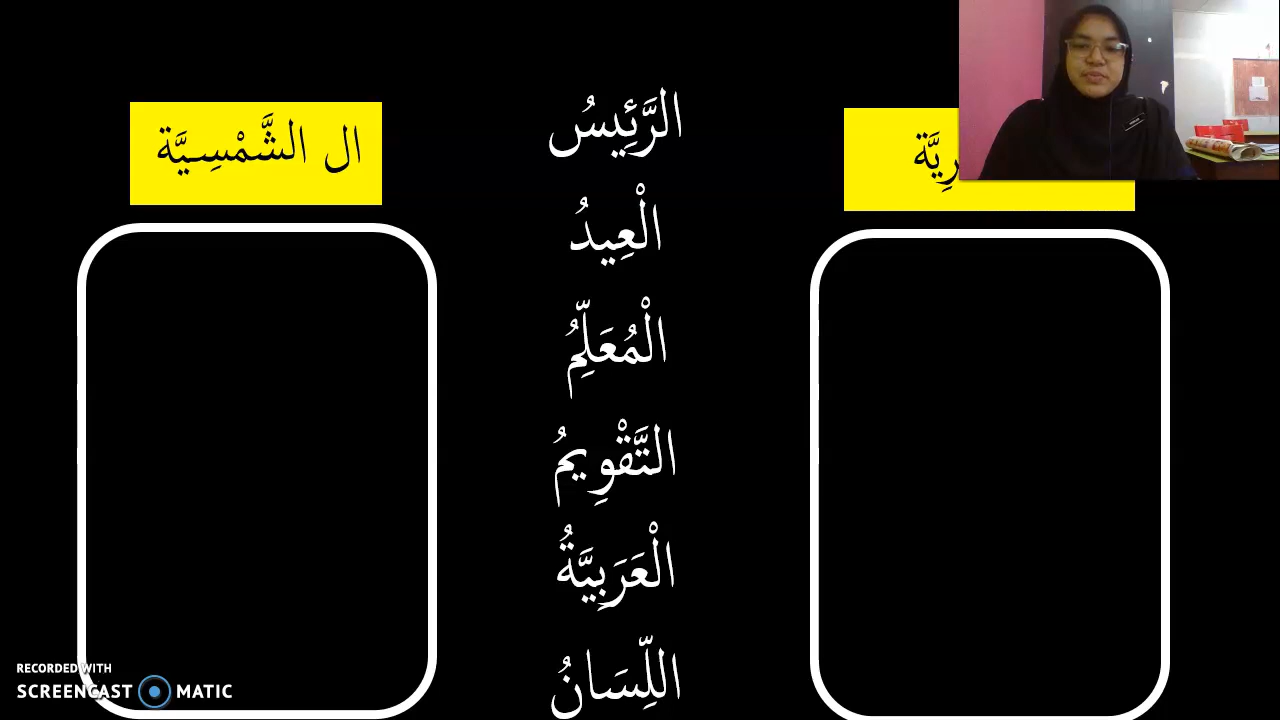 ال الشَّمْسِيَّة
الرَّئِيسُ
الْعِيدُ
الْمُعَلِّمُ
التَّقْوِيمُ
الْعَرَبِيَّةُ
اللِّسَانُ
RECORDED WITH
SCREENCAST MATIC